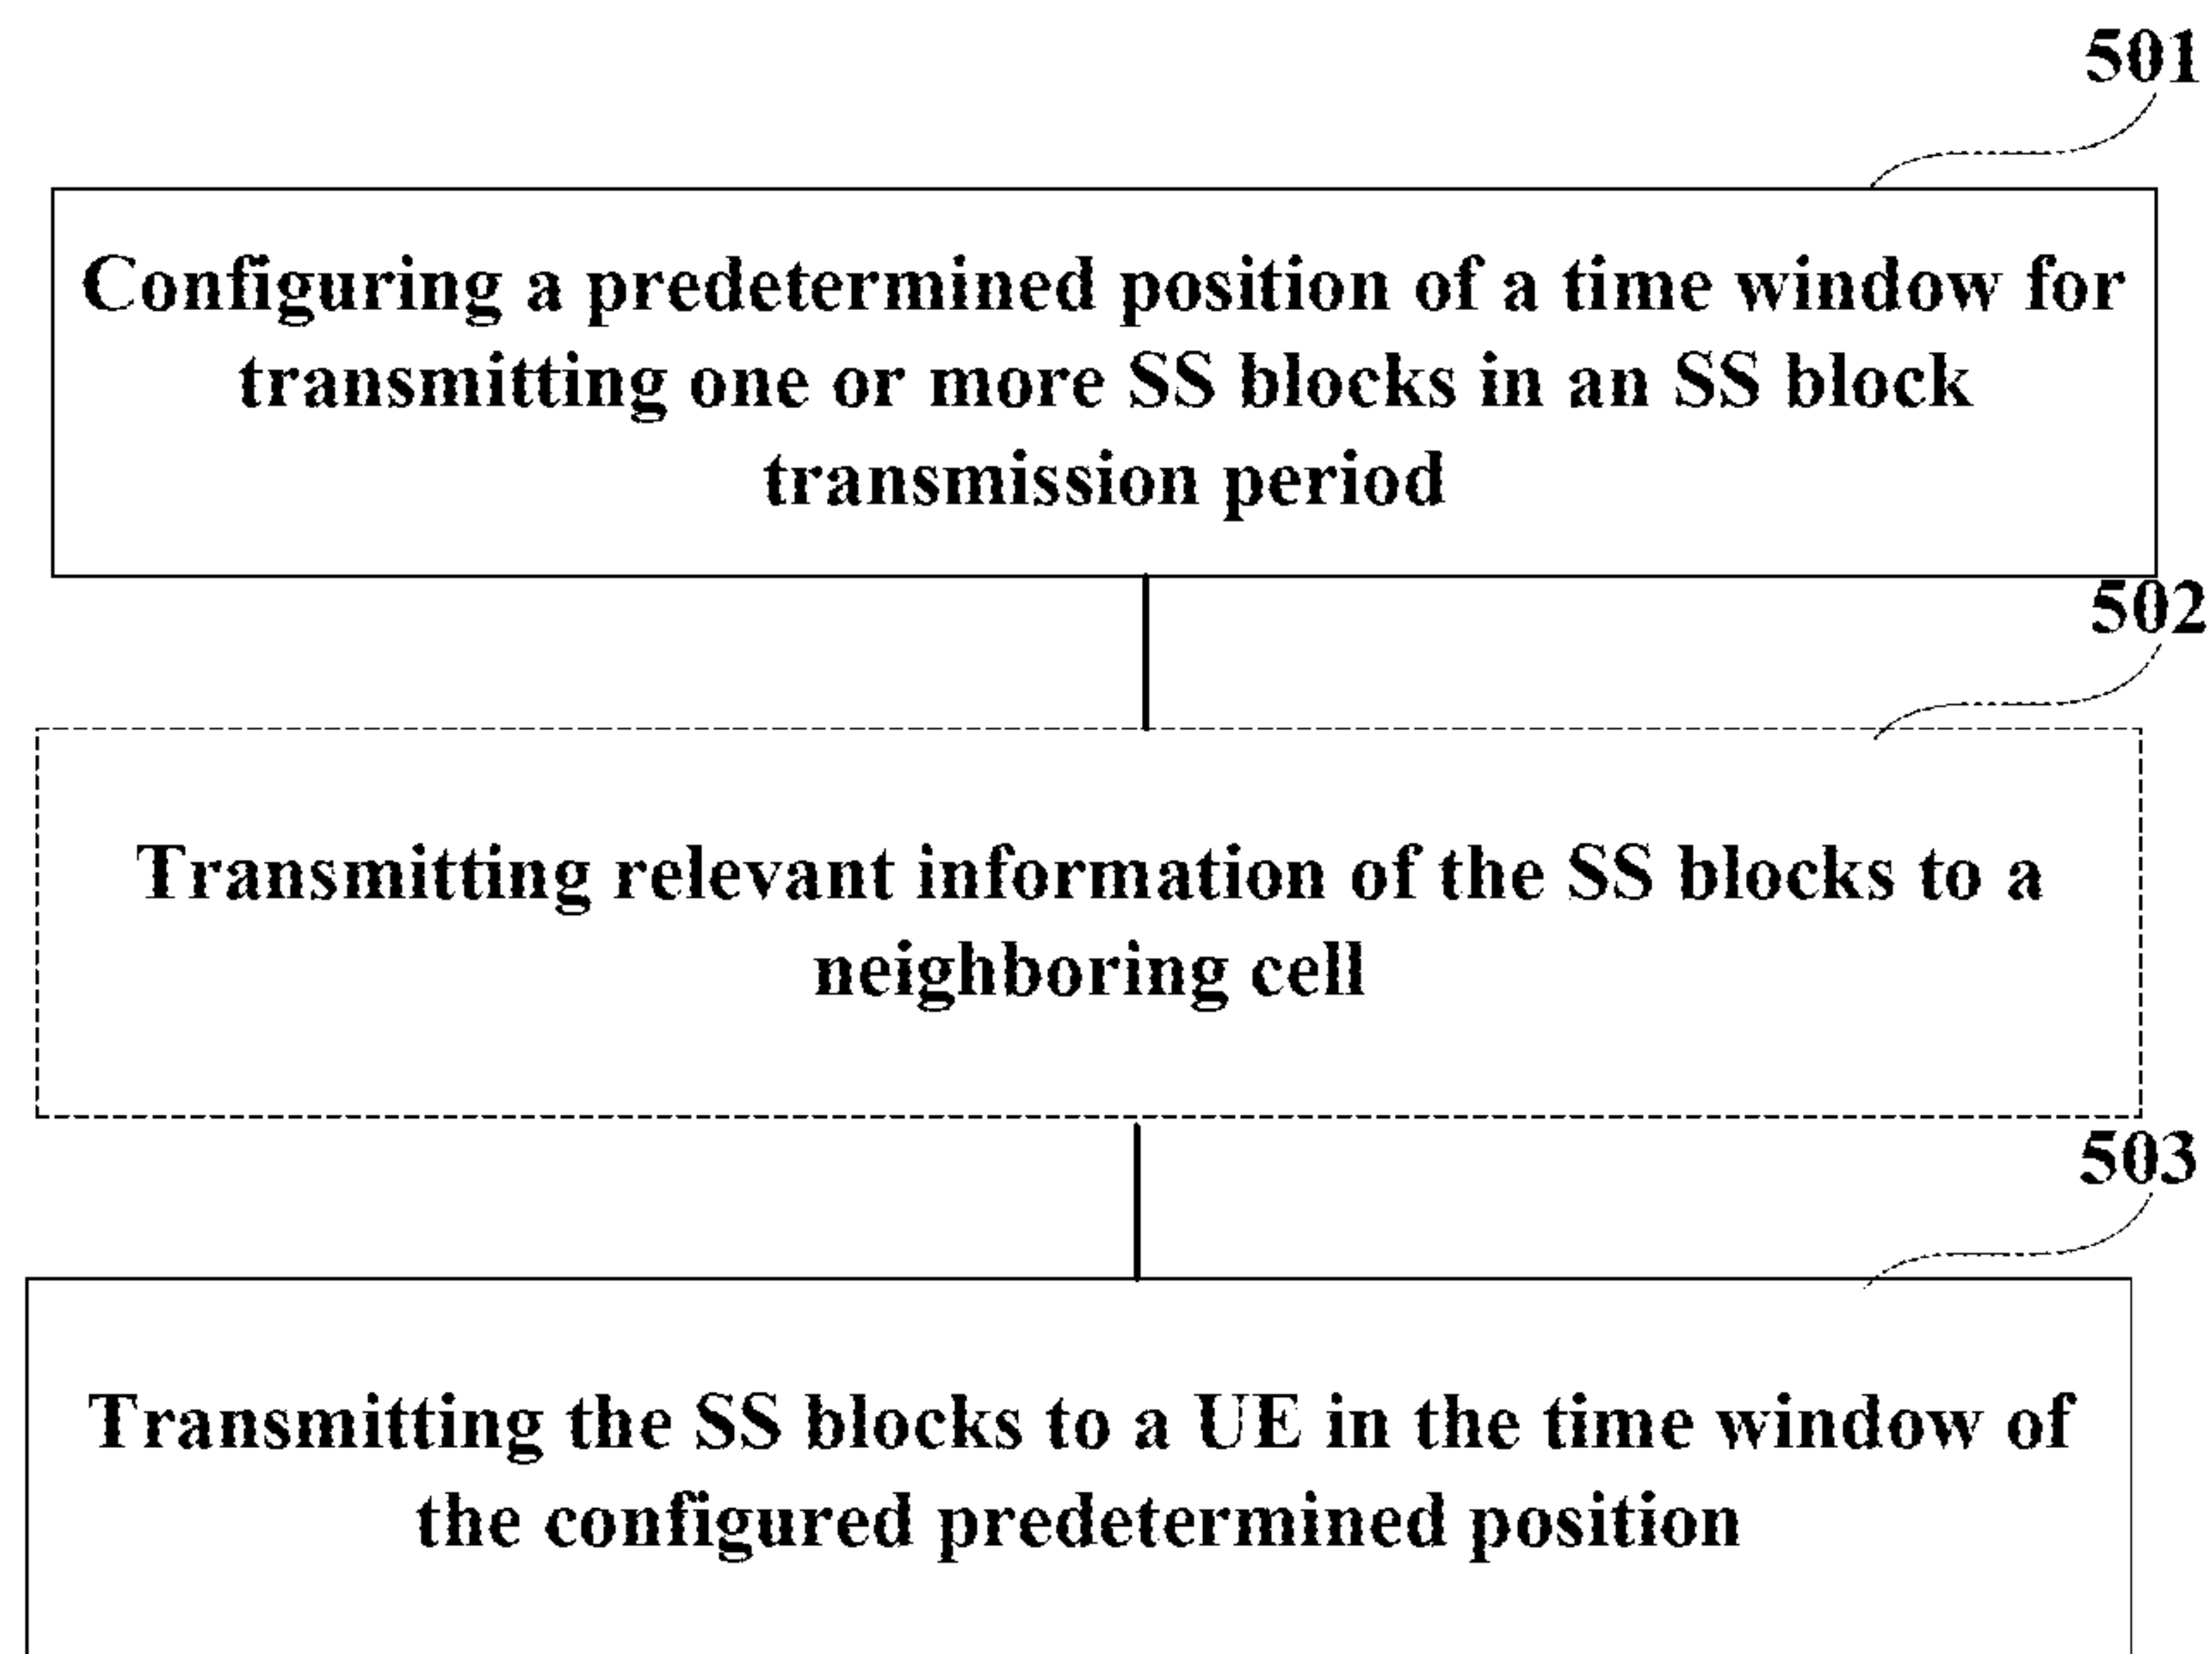 501
Configuring a predetermined position of a time window for
transmitting one or more SS blocks in an SS block
transmission period
502
Transmitting relevant information of the SS blocks to a
neighboring cell
503
Transmitting the SS blocks to a UE in the time window of
the configured predetermined position